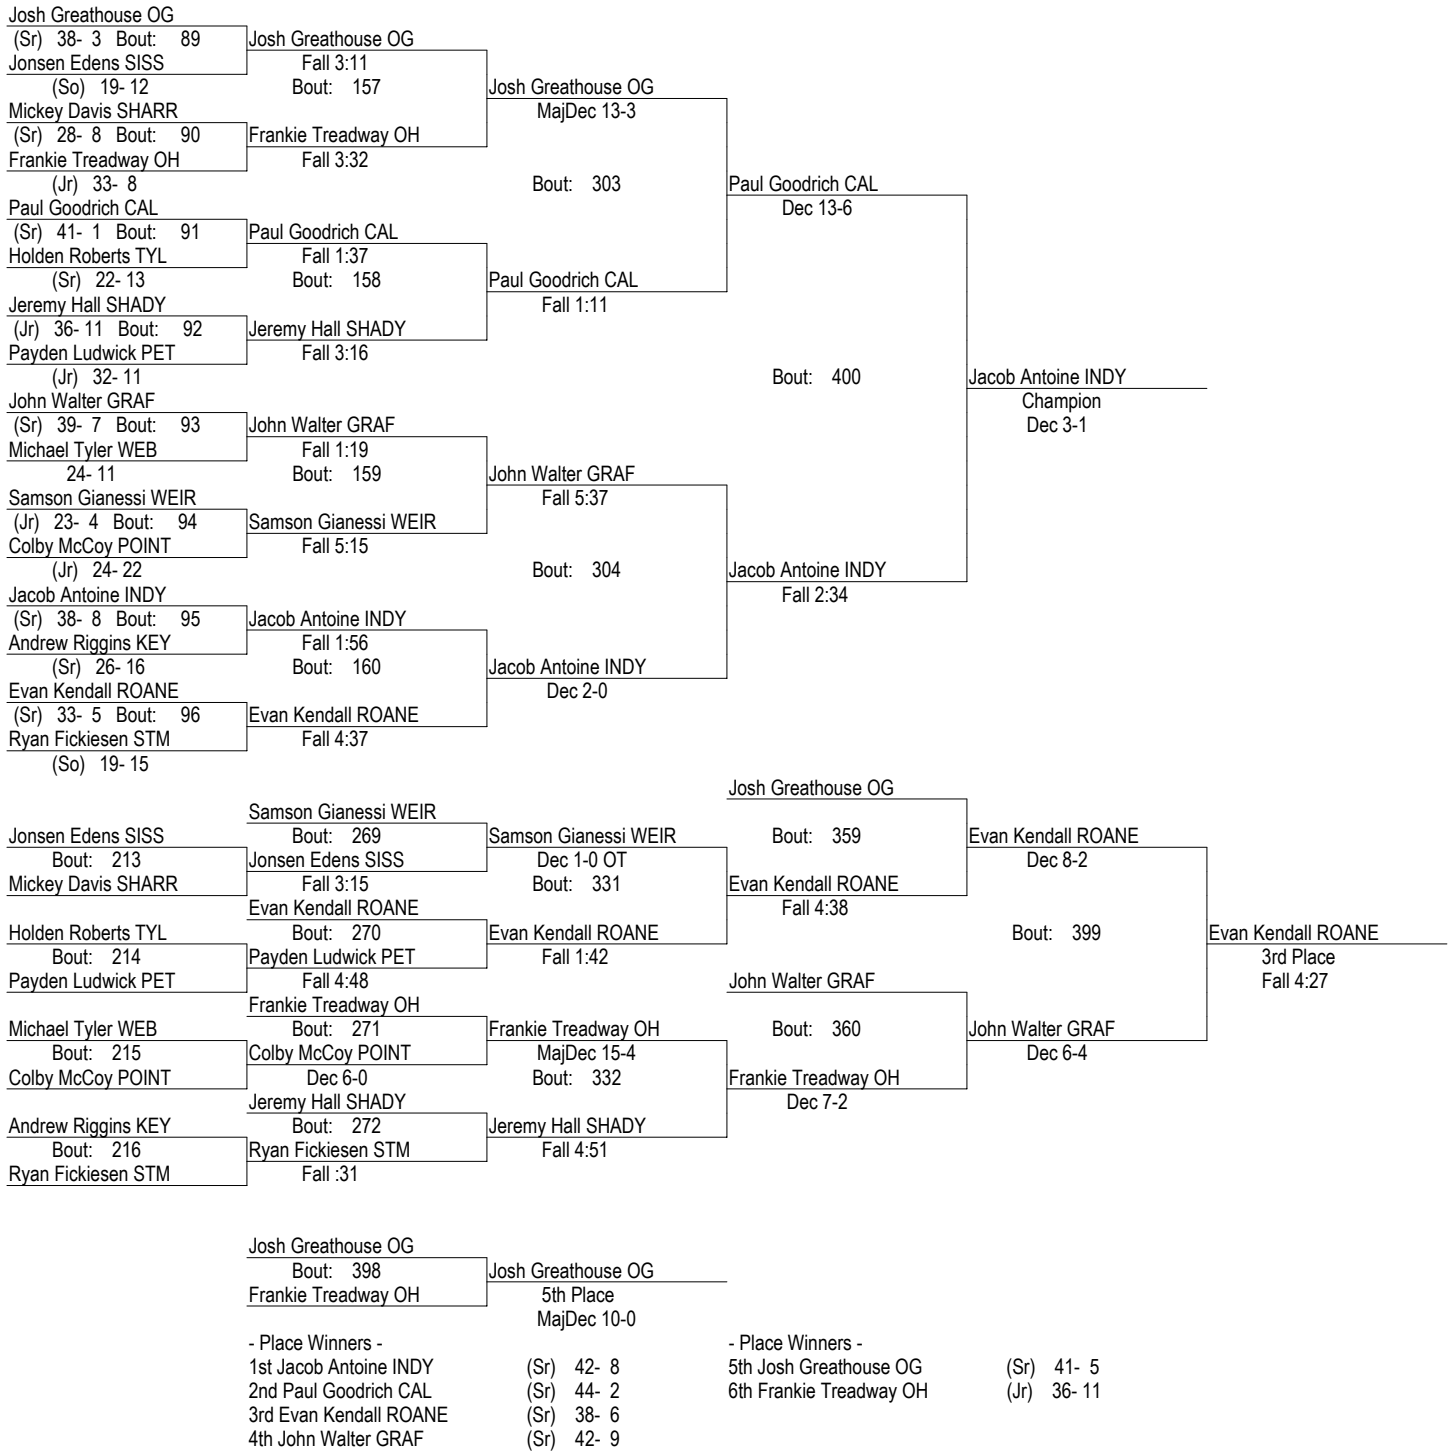 Josh Greathouse OG
(Sr) 38- 3 Bout: 89 Josh Greathouse OG
Jonsen Edens SISS Fall 3:11
(So) 19- 12 Bout: 157 Josh Greathouse OG
Mickey Davis SHARR MajDec 13-3
(Sr) 28- 8 Bout: 90 Frankie Treadway OH
Frankie Treadway OH Fall 3:32
(Jr) 33- 8 Bout: 303 Paul Goodrich CAL
Paul Goodrich CAL Dec 13-6
(Sr) 41- 1 Bout: 91 Paul Goodrich CAL
Holden Roberts TYL Fall 1:37
(Sr) 22- 13 Bout: 158 Paul Goodrich CAL
Jeremy Hall SHADY Fall 1:11
(Jr) 36- 11 Bout: 92 Jeremy Hall SHADY
Payden Ludwick PET Fall 3:16
(Jr) 32- 11 Bout: 400 Jacob Antoine INDY
John Walter GRAF Champion
(Sr) 39- 7 Bout: 93 John Walter GRAF Dec 3-1
Michael Tyler WEB Fall 1:19
24- 11 Bout: 159 John Walter GRAF
Samson Gianessi WEIR Fall 5:37
(Jr) 23- 4 Bout: 94 Samson Gianessi WEIR
Colby McCoy POINT Fall 5:15
(Jr) 24- 22 Bout: 304 Jacob Antoine INDY
Jacob Antoine INDY Fall 2:34
(Sr) 38- 8 Bout: 95 Jacob Antoine INDY
Andrew Riggins KEY Fall 1:56
(Sr) 26- 16 Bout: 160 Jacob Antoine INDY
Evan Kendall ROANE Dec 2-0
(Sr) 33- 5 Bout: 96 Evan Kendall ROANE
Ryan Fickiesen STM Fall 4:37
(So) 19- 15
Josh Greathouse OG
Samson Gianessi WEIR
Jonsen Edens SISS Bout: 269 Samson Gianessi WEIR Bout: 359 Evan Kendall ROANE
Bout: 213 Jonsen Edens SISS Dec 1-0 OT Dec 8-2
Mickey Davis SHARR Fall 3:15 Bout: 331 Evan Kendall ROANE
Evan Kendall ROANE Fall 4:38
Holden Roberts TYL Bout: 270 Evan Kendall ROANE Bout: 399 Evan Kendall ROANE
Bout: 214 Payden Ludwick PET Fall 1:42 3rd Place
Payden Ludwick PET Fall 4:48 John Walter GRAF Fall 4:27
Frankie Treadway OH
Michael Tyler WEB Bout: 271 Frankie Treadway OH Bout: 360 John Walter GRAF
Bout: 215 Colby McCoy POINT MajDec 15-4 Dec 6-4
Colby McCoy POINT Dec 6-0 Bout: 332 Frankie Treadway OH
Jeremy Hall SHADY Dec 7-2
Andrew Riggins KEY Bout: 272 Jeremy Hall SHADY
Bout: 216 Ryan Fickiesen STM Fall 4:51
Ryan Fickiesen STM Fall :31
Josh Greathouse OG
Bout: 398 Josh Greathouse OG
Frankie Treadway OH 5th Place
MajDec 10-0
- Place Winners - - Place Winners -
1st Jacob Antoine INDY (Sr) 42- 8 5th Josh Greathouse OG (Sr) 41- 5
2nd Paul Goodrich CAL (Sr) 44- 2 6th Frankie Treadway OH (Jr) 36- 11
3rd Evan Kendall ROANE (Sr) 38- 6
4th John Walter GRAF (Sr) 42- 9